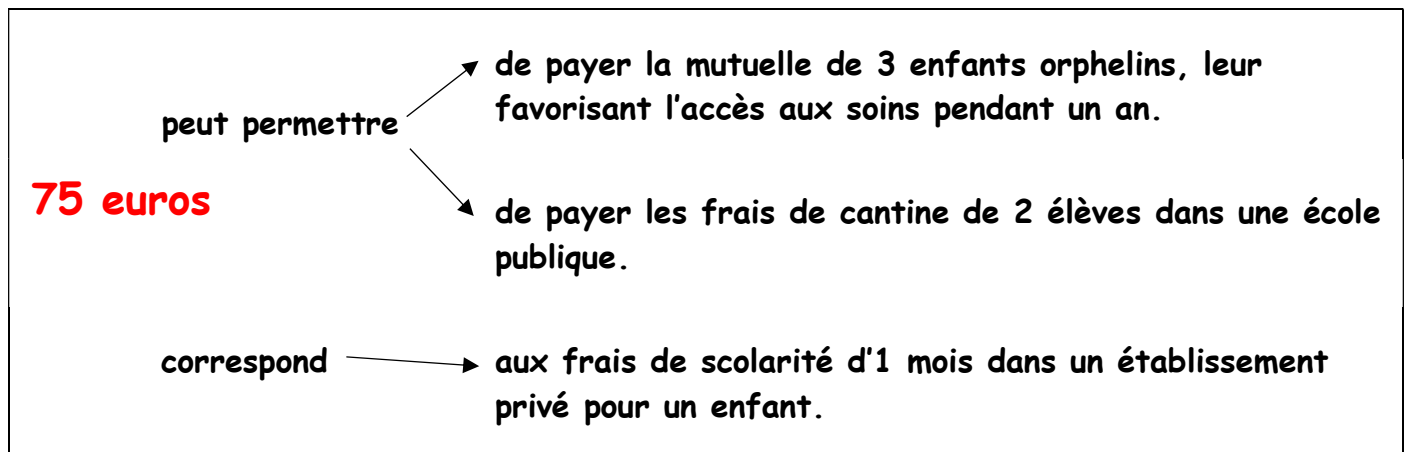 de payer la mutuelle de 3 enfants orphelins, leur
favorisant l'accès aux soins pendant un an.
peut permettre
75 euros
de payer les frais de cantine de 2 élèves dans une école
publique.
correspond
aux frais de scolarité d'1 mois dans un établissement
privé pour un enfant.